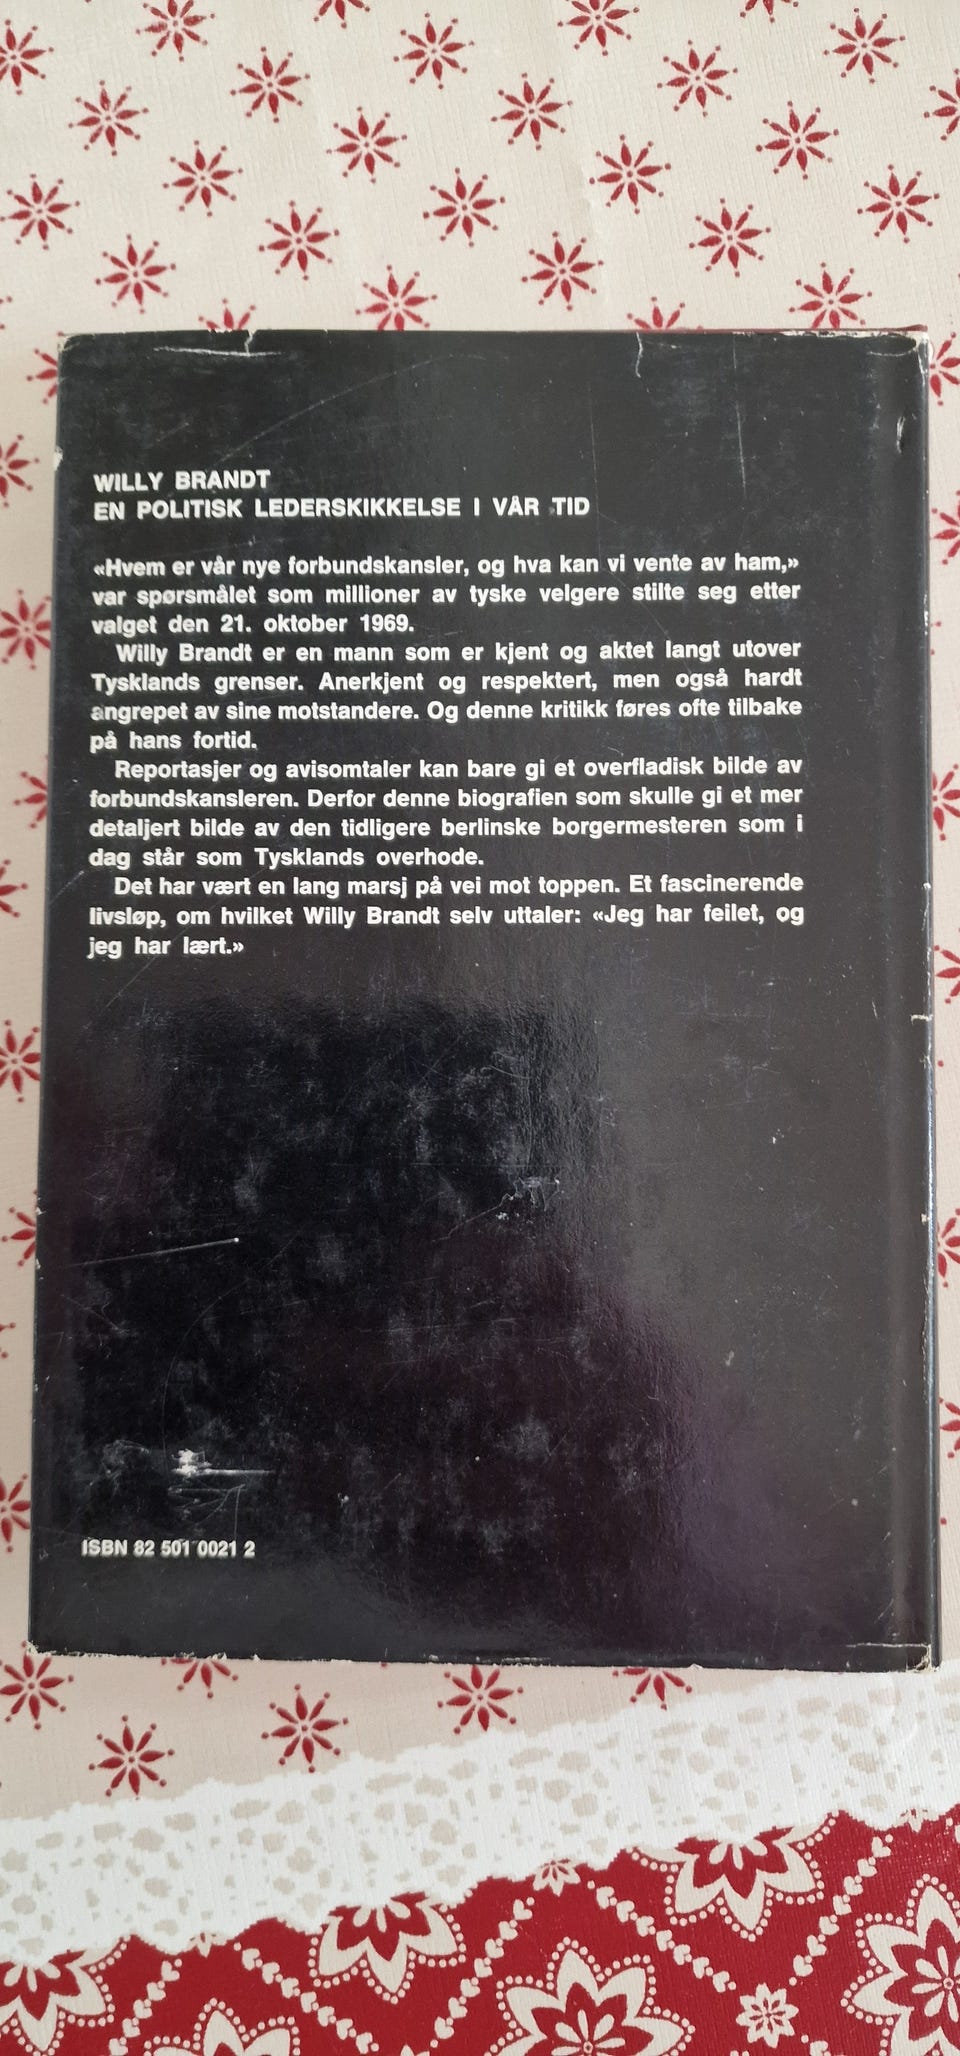 WILLY BRANDT
EN POLITISK LEDERSKIKKELSE I VÅR TID
«Hvem er vår nye forbundskansler, og hva kan vi vente av ham,»
var spørsmålet som millioner av tyske velgere stilte seg etter
valget den 21. oktober 1969.
Willy Brandt er en mann som er kjent og aktet langt utover
Tysklands grenser. Anerkjent og respektert, men også hardt
angrepet av sine motstandere. Og denne kritikk føres ofte tilbake
på hans fortid.
Reportasjer og avisomtaler kan bare gi et overfladisk bilde av
forbundskansleren. Derfor denne biografien som skulle gi et mer
detaljert bilde av den tidligere berlinske borgermesteren som i
dag står som Tysklands overhode.
Det har vært en lang marsj på vei mot toppen. Et fascinerende
livsløp, om hvilket Willy Brandt selv uttaler: «Jeg har feilet, og
jeg har lært.»
ISBN 82 501 0021 2